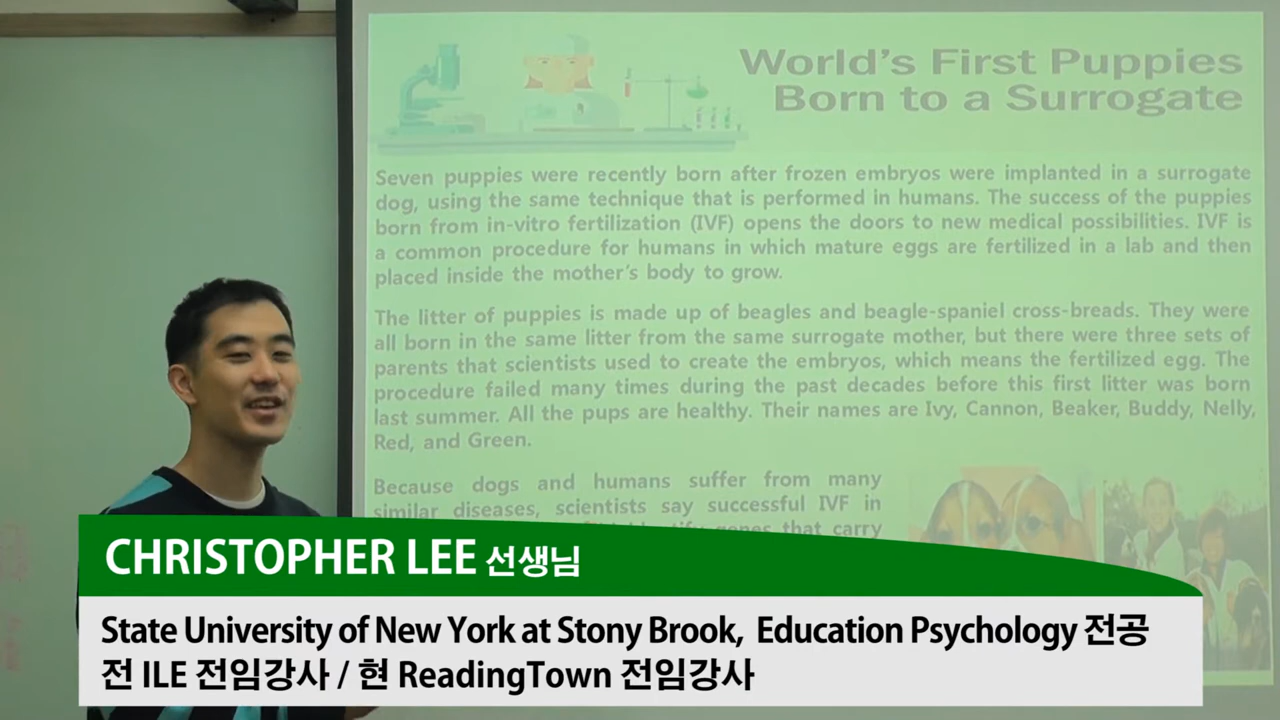 World's First Puppies
Born to a Surrogate
Seven puppies were recently born after frozen embryos were implanted in a surrogate
dog, using the same technique that is performed in humans. The success of the puppies
born from in-vitro fertilization (IVF) opens the doors to new medical possibilities. IVF is
a common procedure for humans in which mature eggs are fertilized in a lab and then
placed inside the mother's body to grow.
The litter of puppies is made up of beagles and beagle-spaniel cross-breads. They were
all born in the same litter from the same surrogate mother, but there were three sets of
parents that scientists used to create the embryos, which means the fertilized egg. The
procedure failed many times during the past decades before this first litter was born
last summer. All the pups are healthy. Their names are Ivy, Cannon, Beaker, Buddy, Nelly,
Red, and Green.
Because dogs and humans suffer from many
similar diseases, scientists say successful IVF in
genes that carry
CHRISTOPHER LEE 선생님
State University of New York at Stony Brook, Education Psychology 전공
전 ILE 전임강사 / 현 ReadingTown 전임강사